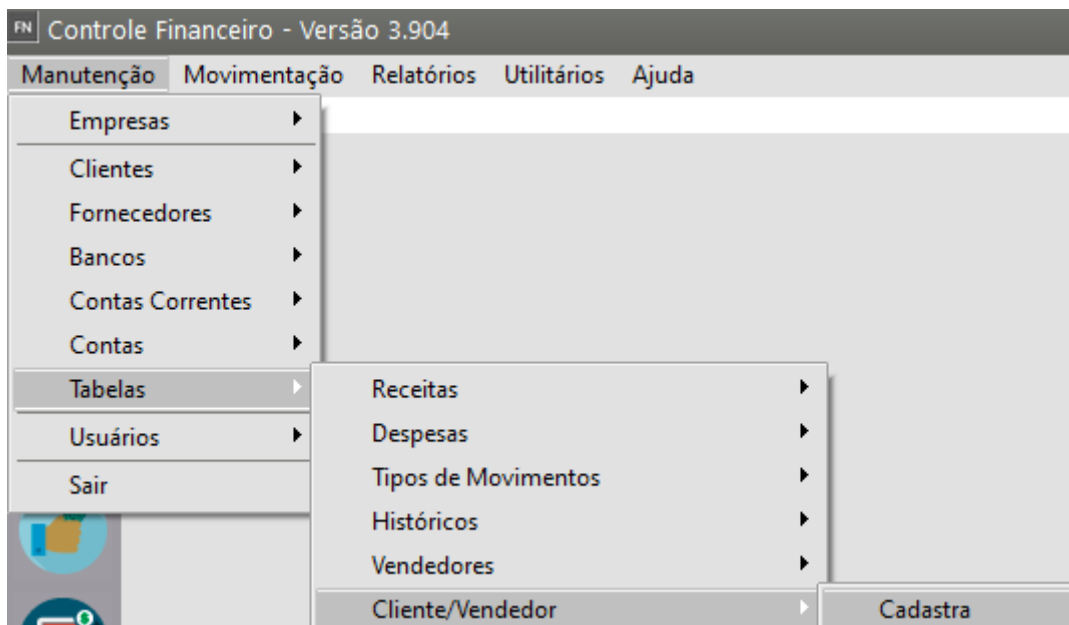 FN Controle Financeiro - Versão 3.904
Manutenção Movimentação Relatórios Utilitários Ajuda
Empresas
Clientes
Fornecedores
Bancos
Contas Correntes
Contas
Tabelas
Usuários
Sair
Receitas
Despesas
Tipos de Movimentos
Históricos
Vendedores
Cliente/Vendedor
Cadastra